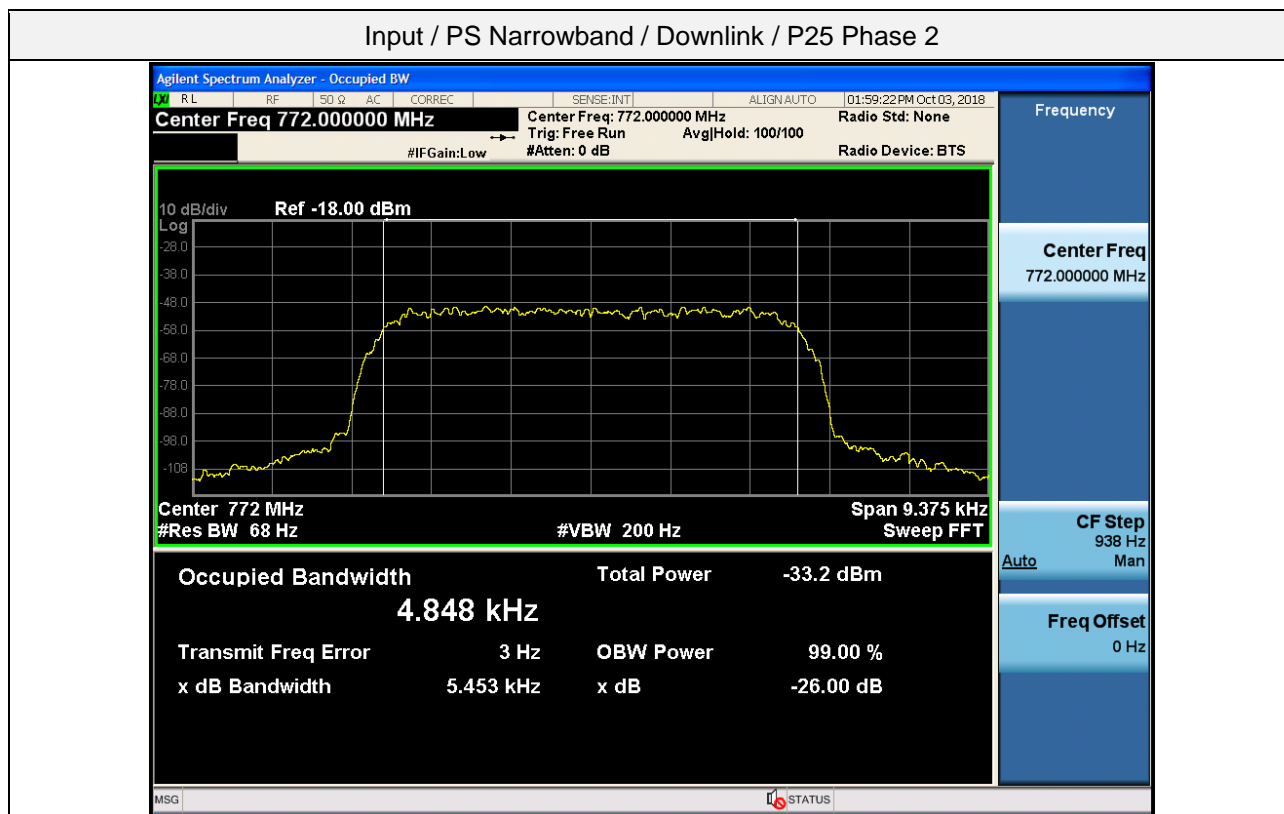 Input / PS Narrowband / Downlink / P25 Phase 2
Agilent Spectrum Analyzer - Occupied BW
LXI RL RF 50 Ω AC CORREC SENSE:INT ALIGN AUTO 01:59:22 PM Oct 03, 2018
Center Freq 772.000000 MHz Center Freq: 772.000000 MHz Radio Std: None
Trig: Free Run Avg|Hold: 100/100
#IFGain:Low #Atten: 0 dB Radio Device: BTS
10 dB/div Ref -18.00 dBm
Log
-28.0
-38.0
-48.0
-58.0
-68.0
-78.0
-88.0
-98.0
-108
Center 772 MHz Span 9.375 kHz
#Res BW 68 Hz #VBW 200 Hz Sweep FFT
Occupied Bandwidth Total Power -33.2 dBm
4.848 kHz
Transmit Freq Error 3 Hz OBW Power 99.00 %
x dB Bandwidth 5.453 kHz x dB -26.00 dB
Frequency
Center Freq
772.000000 MHz
CF Step
938 Hz
Auto Man
Freq Offset
0 Hz
MSG STATUS